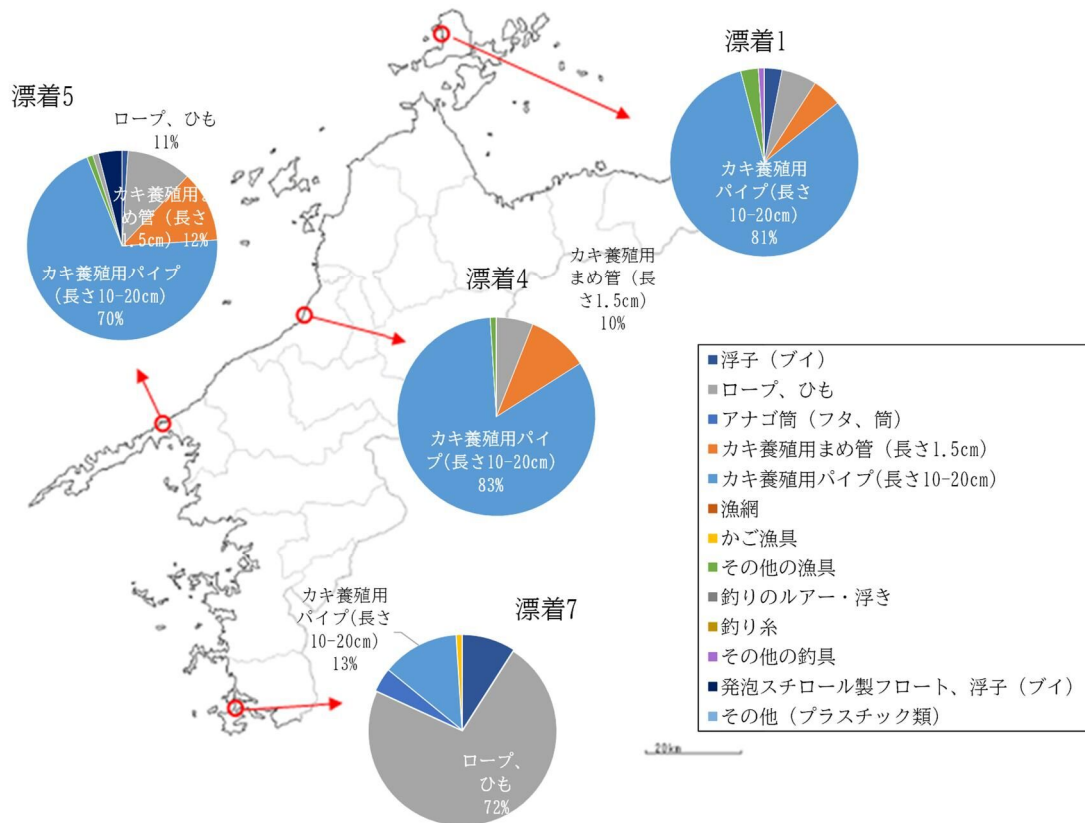 漂着1
カキ養殖用
パイプ(長さ
10-20cm)
81%
漂着5
ロープ、ひも
11%
カキ養殖用ま
め管（長さ
1.5cm）12%
カキ養殖用パイプ
(長さ10-20cm)
70%
漂着4
カキ養殖用
まめ管（長
さ1.5cm）
10%
カキ養殖用パイ
プ(長さ10-20cm)
83%
漂着7
カキ養殖用
パイプ(長さ
10-20cm)
13%
ロープ、
ひも
72%
浮子（ブイ）
ロープ、ひも
アナゴ筒（フタ、筒）
カキ養殖用まめ管（長さ1.5cm）
カキ養殖用パイプ(長さ10-20cm)
漁網
かご漁具
その他の漁具
釣りのルアー・浮き
釣り糸
その他の釣具
発泡スチロール製フロート、浮子（ブイ）
その他（プラスチック類）
20km